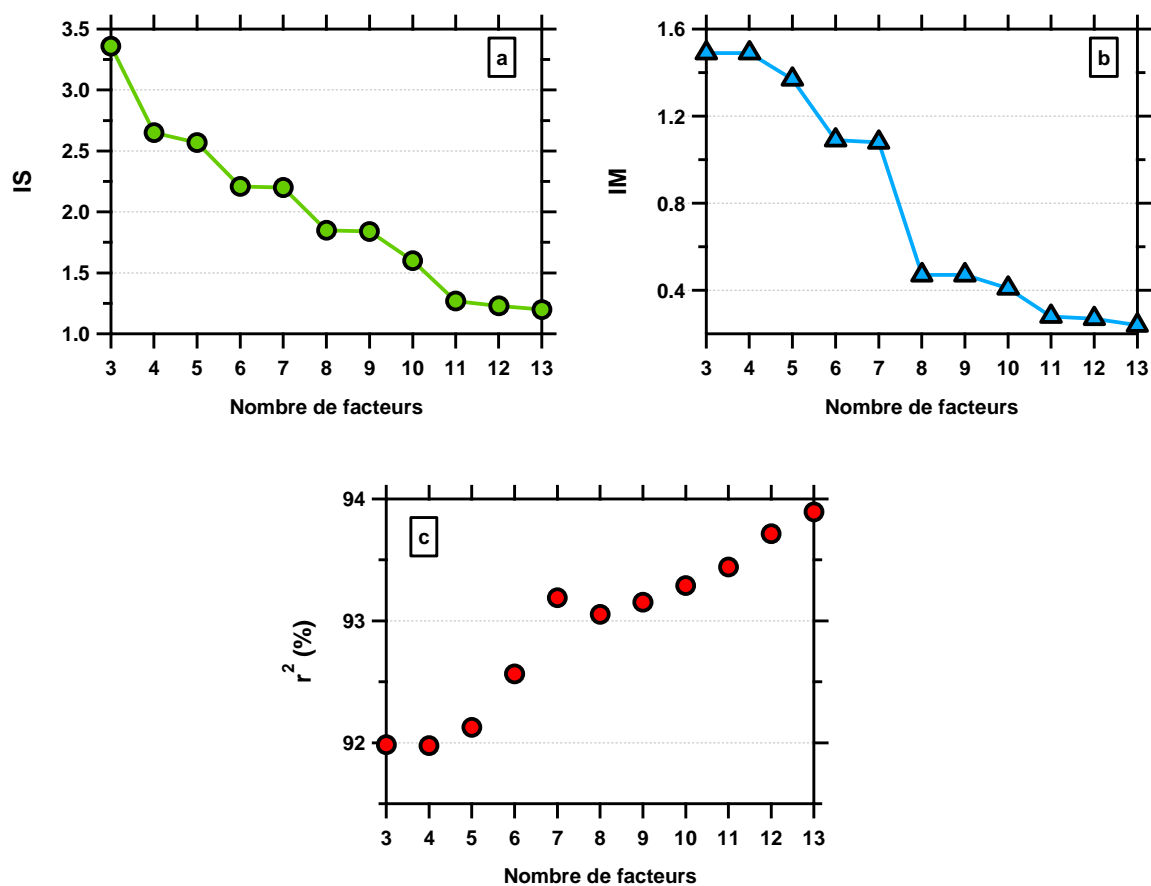 3.5
3.0
2.5
2.0
1.5
1.0
IS
a
3 4 5 6 7 8 9 10 11 12 13
Nombre de facteurs
1.6
1.2
0.8
0.4
IM
b
3 4 5 6 7 8 9 10 11 12 13
Nombre de facteurs
94
93
92
r² (%)
c
3 4 5 6 7 8 9 10 11 12 13
Nombre de facteurs